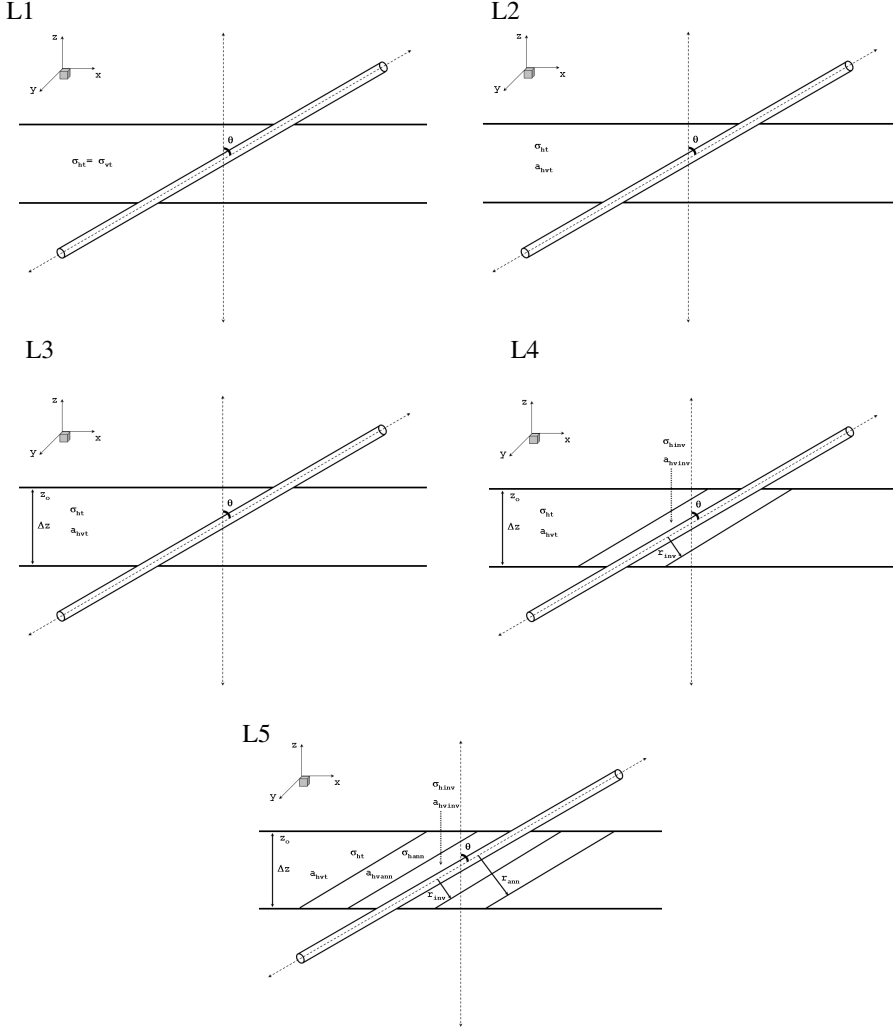 L1
z
x
y
θ
σht= σvt
L2
z
x
y
θ
σht
ahvt
L3
z
x
y
zo
Δz
σht
ahvt
θ
L4
z
x
y
σhinv
ahvinv
zo
Δz
σht
ahvt
θ
rinv
L5
z
x
y
σhinv
ahvinv
zo
Δz
σht
ahvt
σhann
ahvann
θ
rann
rinv